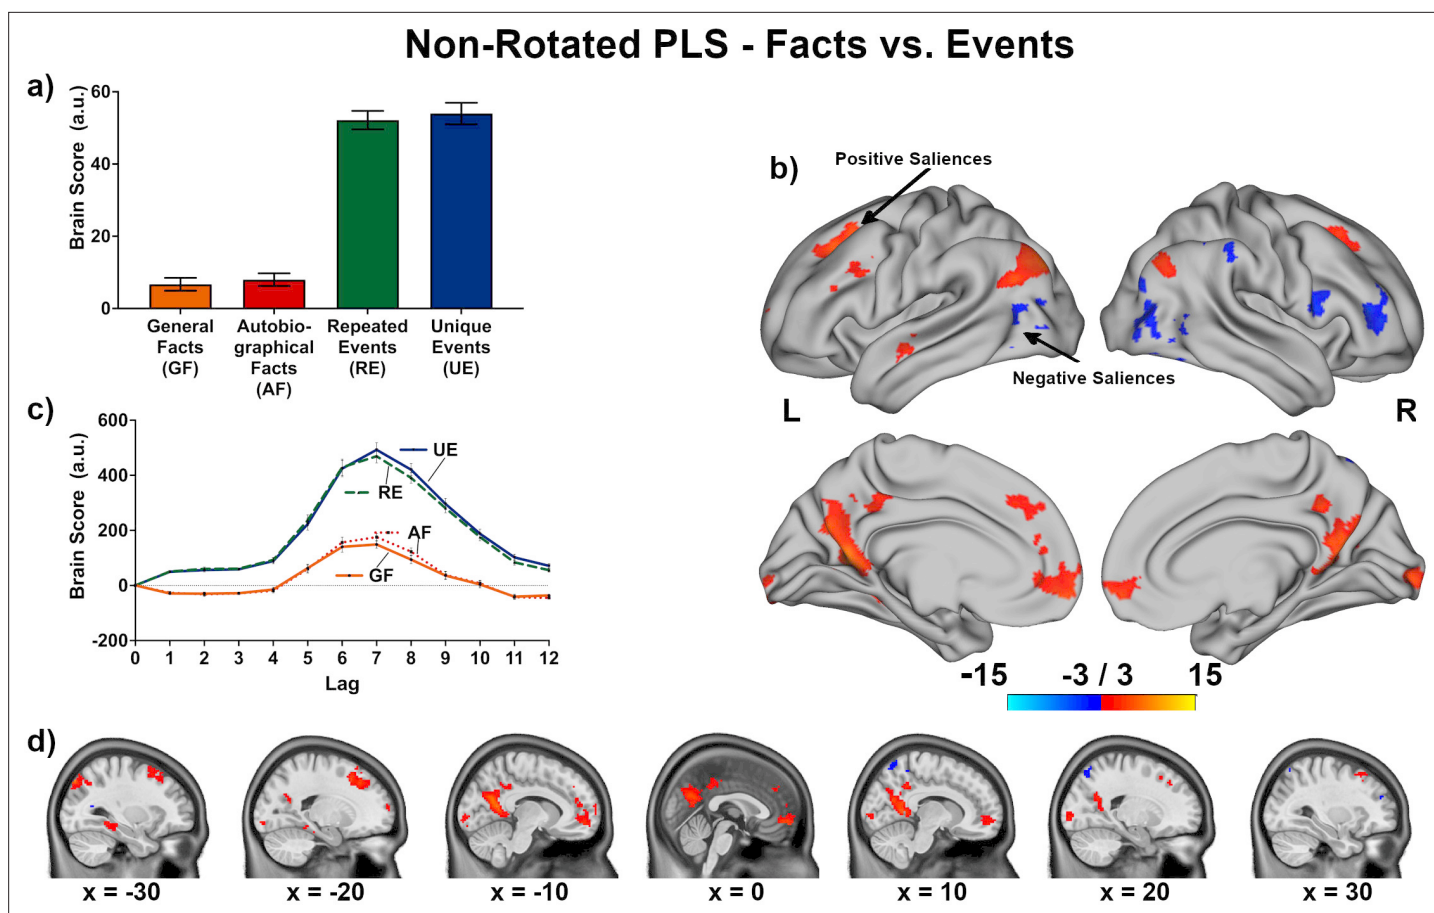 Non-Rotated PLS - Facts vs. Events
a)
Brain Score (a.u.)
60
40
20
0
General
Facts
(GF)
Autobio-
graphical
Facts
(AF)
Repeated
Events
(RE)
Unique
Events
(UE)
b)
Positive Saliences
Negative Saliences
L
R
-15
-3 / 3
15
c)
Brain Score (a.u.)
600
400
200
0
-200
UE
RE
AF
GF
0 1 2 3 4 5 6 7 8 9 10 11 12
Lag
d)
x = -30
x = -20
x = -10
x = 0
x = 10
x = 20
x = 30